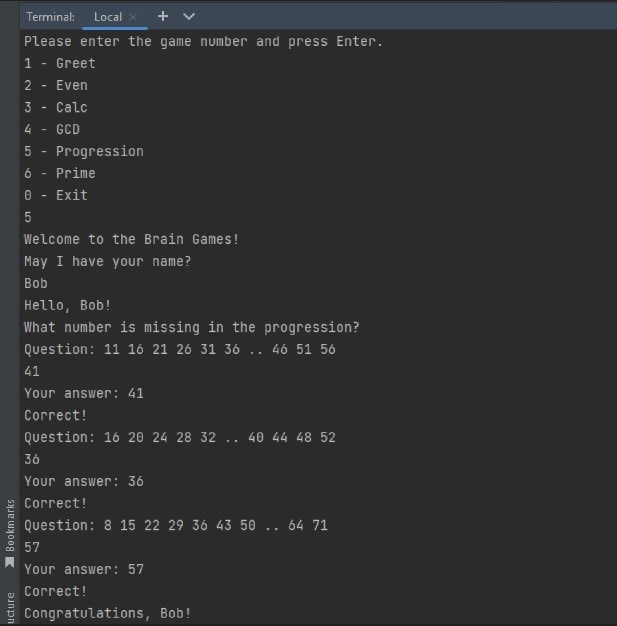 Terminal: Local × + ∨
Please enter the game number and press Enter.
1 - Greet
2 - Even
3 - Calc
4 - GCD
5 - Progression
6 - Prime
0 - Exit
5
Welcome to the Brain Games!
May I have your name?
Bob
Hello, Bob!
What number is missing in the progression?
Question: 11 16 21 26 31 36 .. 46 51 56
41
Your answer: 41
Correct!
Question: 16 20 24 28 32 .. 40 44 48 52
36
Your answer: 36
Correct!
Question: 8 15 22 29 36 43 50 .. 64 71
57
Your answer: 57
Correct!
Congratulations, Bob!
Bookmarks
ucture